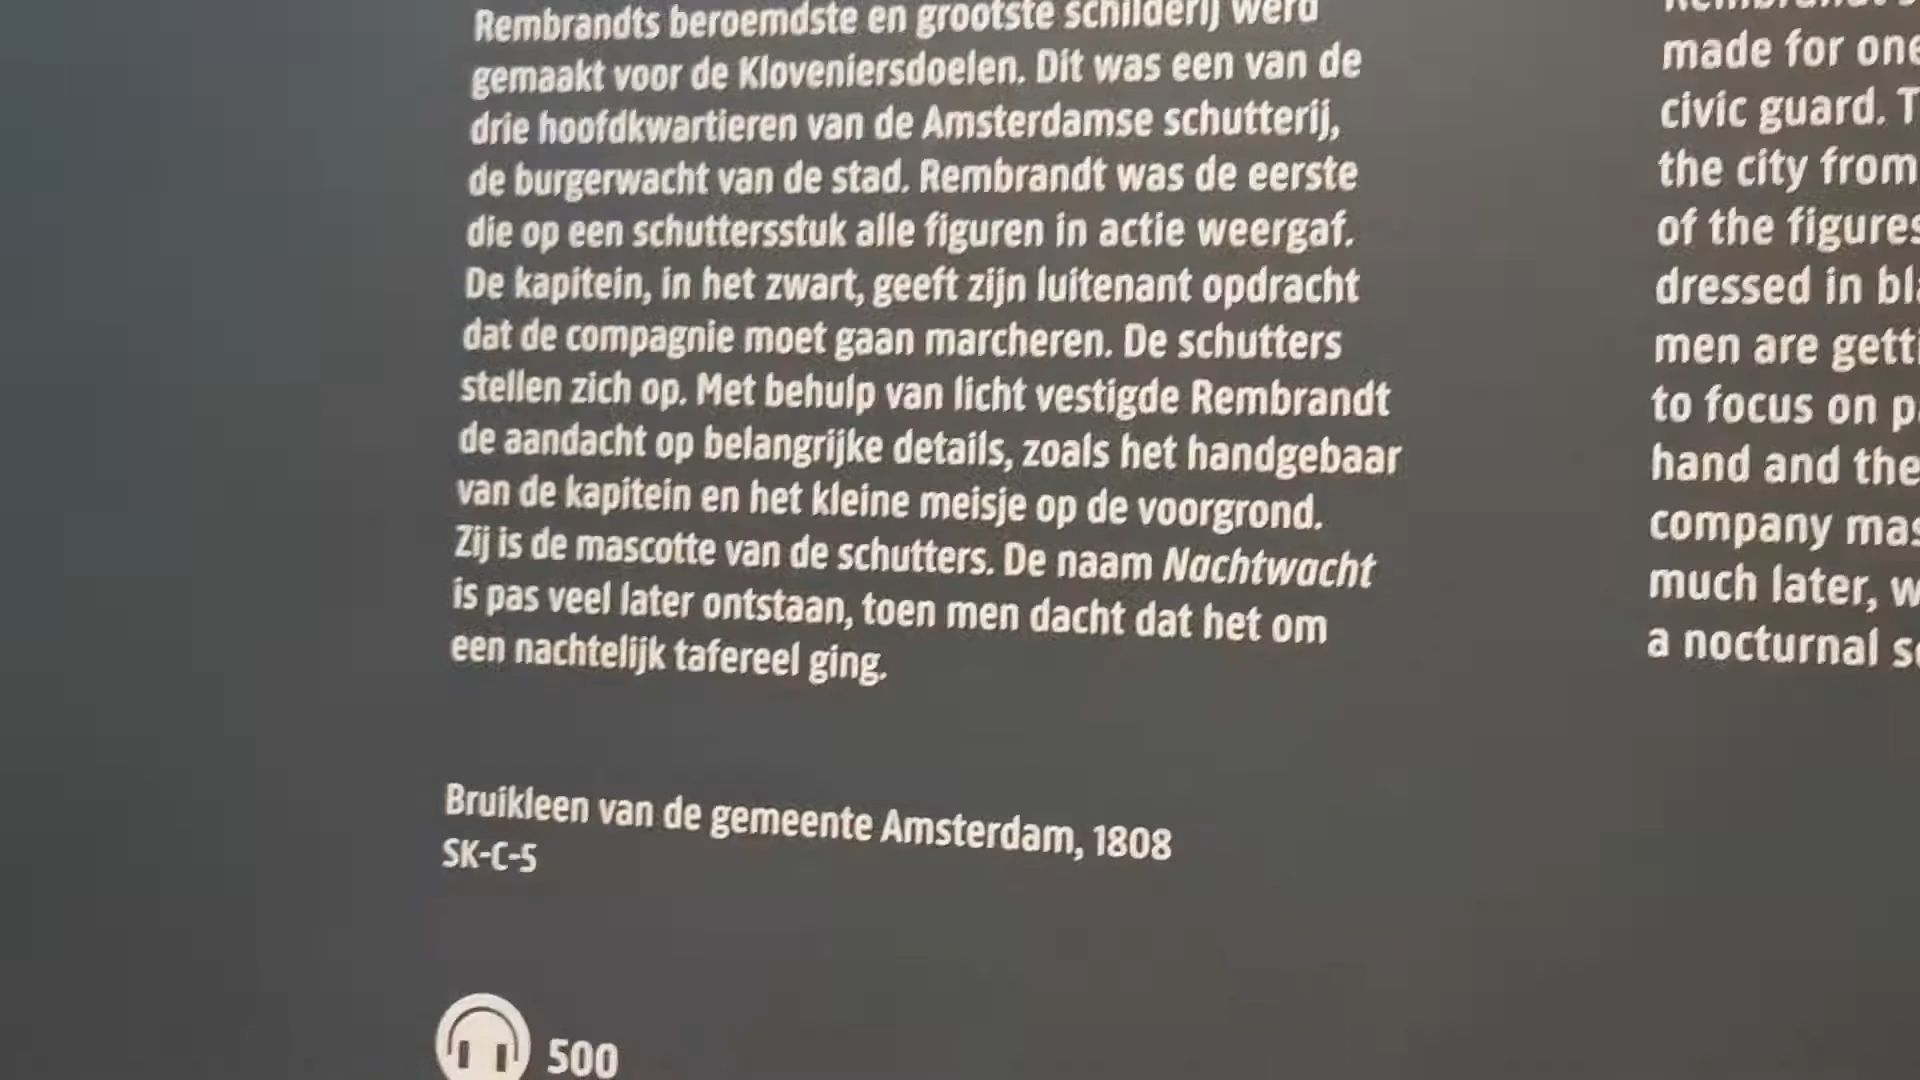 Rembrandts beroemdste en grootste schilderij werd
gemaakt voor de Kloveniersdoelen. Dit was een van de
drie hoofdkwartieren van de Amsterdamse schutterij,
de burgerwacht van de stad. Rembrandt was de eerste
die op een schuttersstuk alle figuren in actie weergaf.
De kapitein, in het zwart, geeft zijn luitenant opdracht
dat de compagnie moet gaan marcheren. De schutters
stellen zich op. Met behulp van licht vestigde Rembrandt
de aandacht op belangrijke details, zoals het handgebaar
van de kapitein en het kleine meisje op de voorgrond.
Zij is de mascotte van de schutters. De naam Nachtwacht
is pas veel later ontstaan, toen men dacht dat het om
een nachtelijk tafereel ging.
Bruikleen van de gemeente Amsterdam, 1808
SK-C-5
500
made for one
civic guard.
the city from
of the figures
dressed in
men are
to focus on
hand and the
company
much later,
a nocturnal